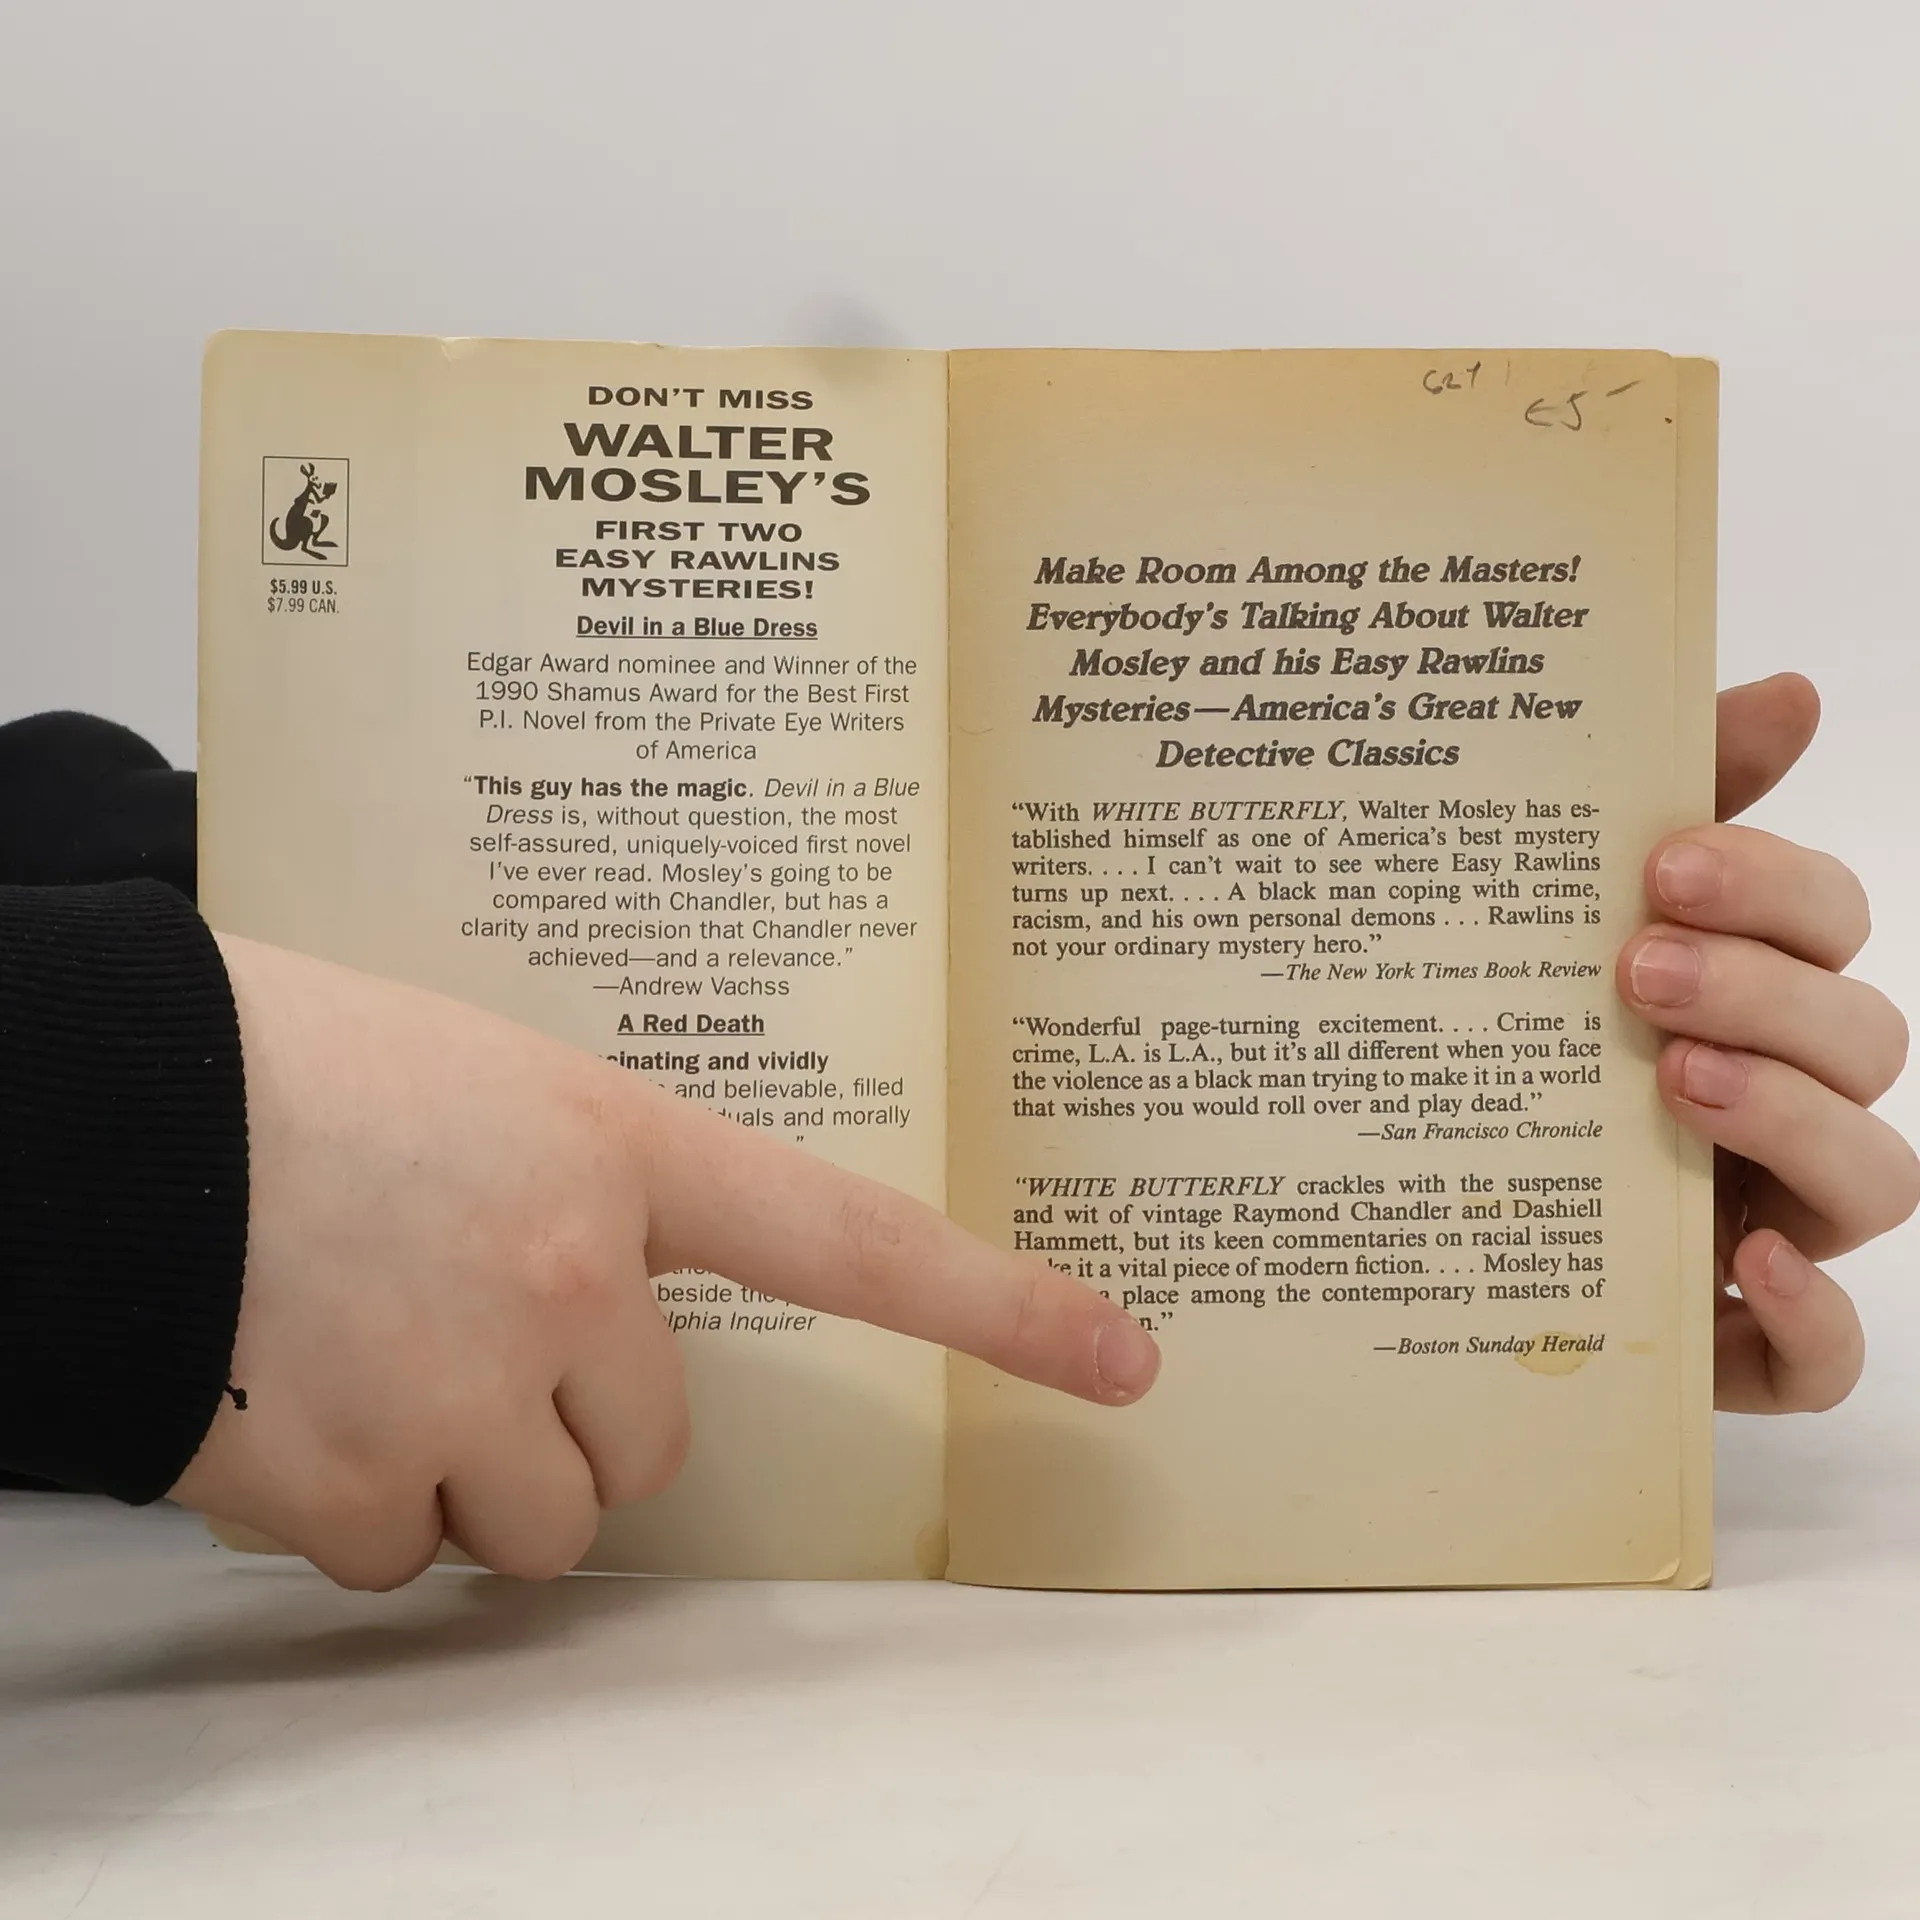 DON'T MISS
WALTER
MOSLEY'S
FIRST TWO
EASY RAWLINS
MYSTERIES!
$5.99 U.S.
$7.99 CAN.
Devil in a Blue Dress
Edgar Award nominee and Winner of the
1990 Shamus Award for the Best First
P.I. Novel from the Private Eye Writers
of America
“This guy has the magic. Devil in a Blue
Dress is, without question, the most
self-assured, uniquely-voiced first novel
I've ever read. Mosley's going to be
compared with Chandler, but has a
clarity and precision that Chandler never
achieved—and a relevance.”
—Andrew Vachss
A Red Death
and vividly
and believable, filled
and morally
”
beside
Inquirer
Make Room Among the Masters!
Everybody's Talking About Walter
Mosley and his Easy Rawlins
Mysteries—America's Great New
Detective Classics
“With WHITE BUTTERFLY, Walter Mosley has es-
tablished himself as one of America's best mystery
writers. . . . I can't wait to see where Easy Rawlins
turns up next. . . . A black man coping with crime,
racism, and his own personal demons . . . Rawlins is
not your ordinary mystery hero.”
—The New York Times Book Review
“Wonderful page-turning excitement. . . . Crime is
crime, L.A. is L.A., but it's all different when you face
the violence as a black man trying to make it in a world
that wishes you would roll over and play dead.”
—San Francisco Chronicle
“WHITE BUTTERFLY crackles with the suspense
and wit of vintage Raymond Chandler and Dashiell
Hammett, but its keen commentaries on racial issues
it a vital piece of modern fiction. . . . Mosley has
place among the contemporary masters of
—Boston Sunday Herald